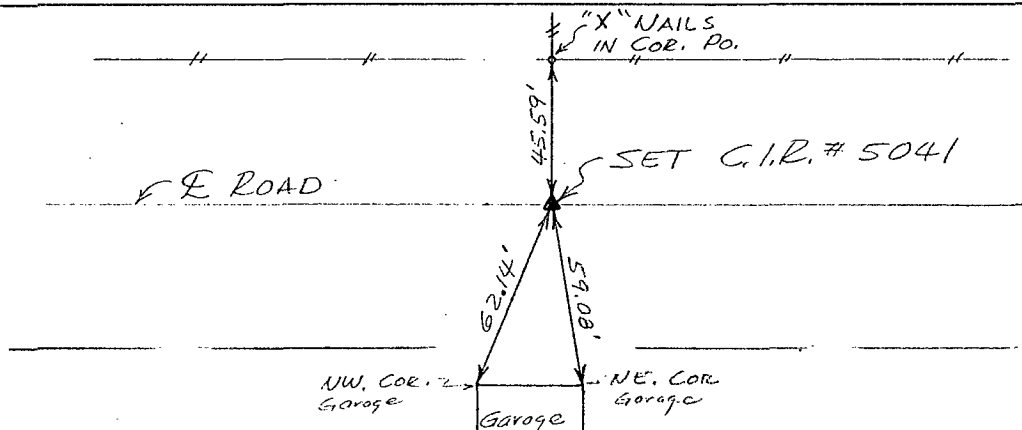 "X" NAILS
IN COR. PO.
45.59'
SET C.I.R. # 5041
℄ ROAD
62.14'
59.08'
NW. COR.
Garage
NE. COR
Garage
Garage